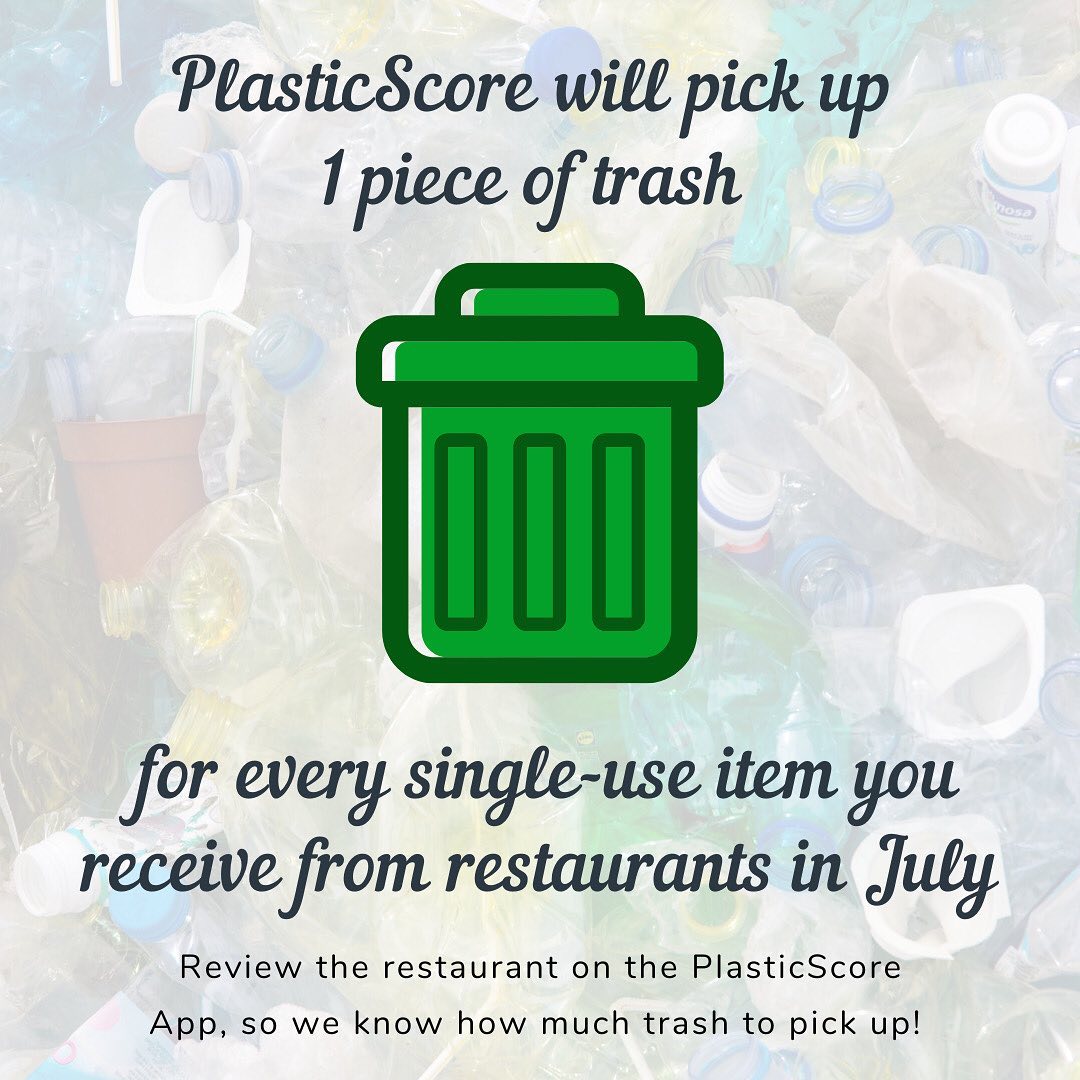 PlasticScore will pick up
1 piece of trash
for every single-use item you
receive from restaurants in July
Review the restaurant on the PlasticScore
App, so we know how much trash to pick up!